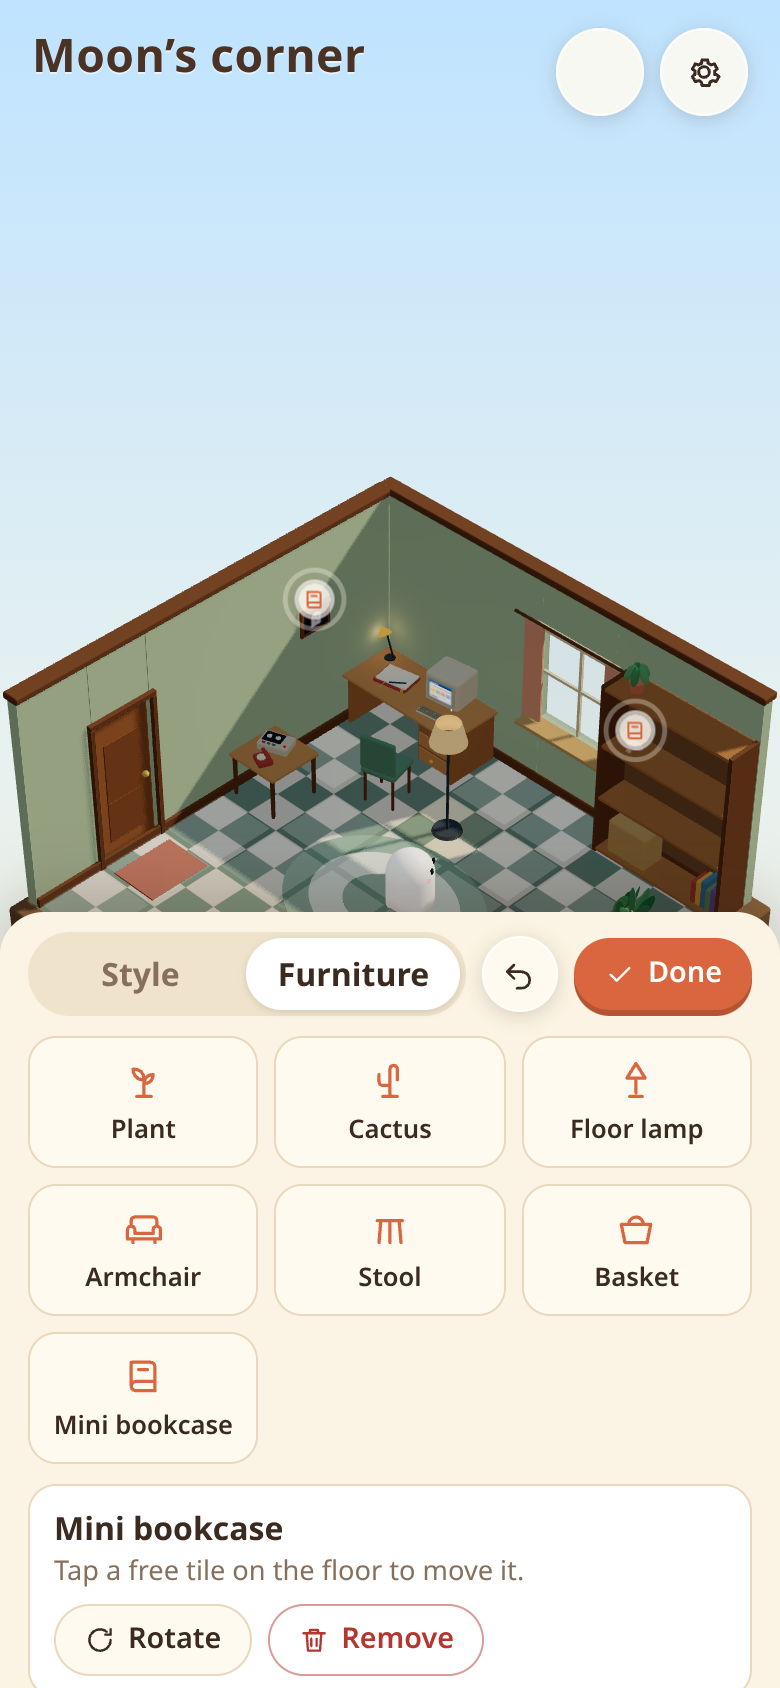 Moon’s corner
Style
Furniture
Done
Plant
Cactus
Floor lamp
Armchair
Stool
Basket
Mini bookcase
Mini bookcase
Tap a free tile on the floor to move it.
Rotate
Remove